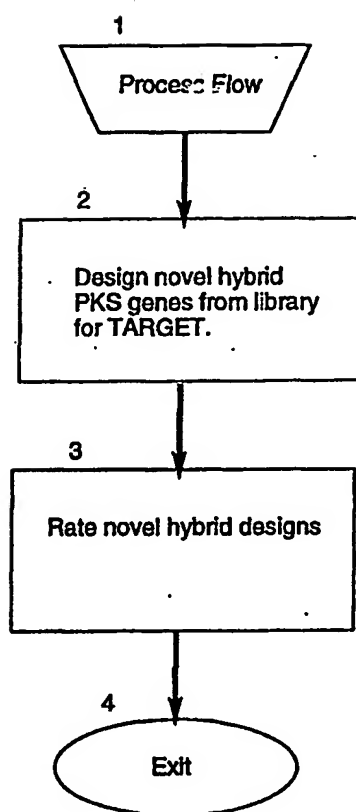 1
Process Flow
2
Design novel hybrid
PKS genes from library
for TARGET.
3
Rate novel hybrid designs
4
Exit